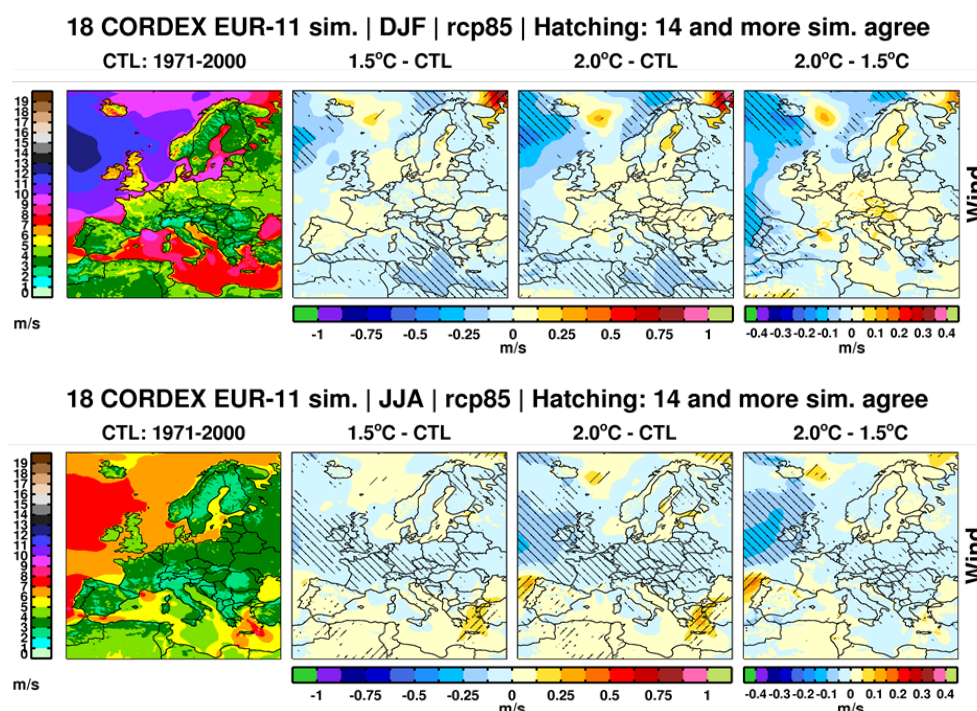 18 CORDEX EUR-11 sim. | DJF | rcp85 | Hatching: 14 and more sim. agree
CTL: 1971-2000 1.5°C - CTL 2.0°C - CTL 2.0°C - 1.5°C
19
18
17
16
15
14
13
12
11
10
9
8
7
6
5
4
3
2
1
0
Wind
m/s
-1 -0.75 -0.5 -0.25 0 0.25 0.5 0.75 1
m/s
-0.4 -0.3 -0.2 -0.1 0 0.1 0.2 0.3 0.4
m/s
18 CORDEX EUR-11 sim. | JJA | rcp85 | Hatching: 14 and more sim. agree
CTL: 1971-2000 1.5°C - CTL 2.0°C - CTL 2.0°C - 1.5°C
19
18
17
16
15
14
13
12
11
10
9
8
7
6
5
4
3
2
1
0
Wind
m/s
-1 -0.75 -0.5 -0.25 0 0.25 0.5 0.75 1
m/s
-0.4 -0.3 -0.2 -0.1 0 0.1 0.2 0.3 0.4
m/s